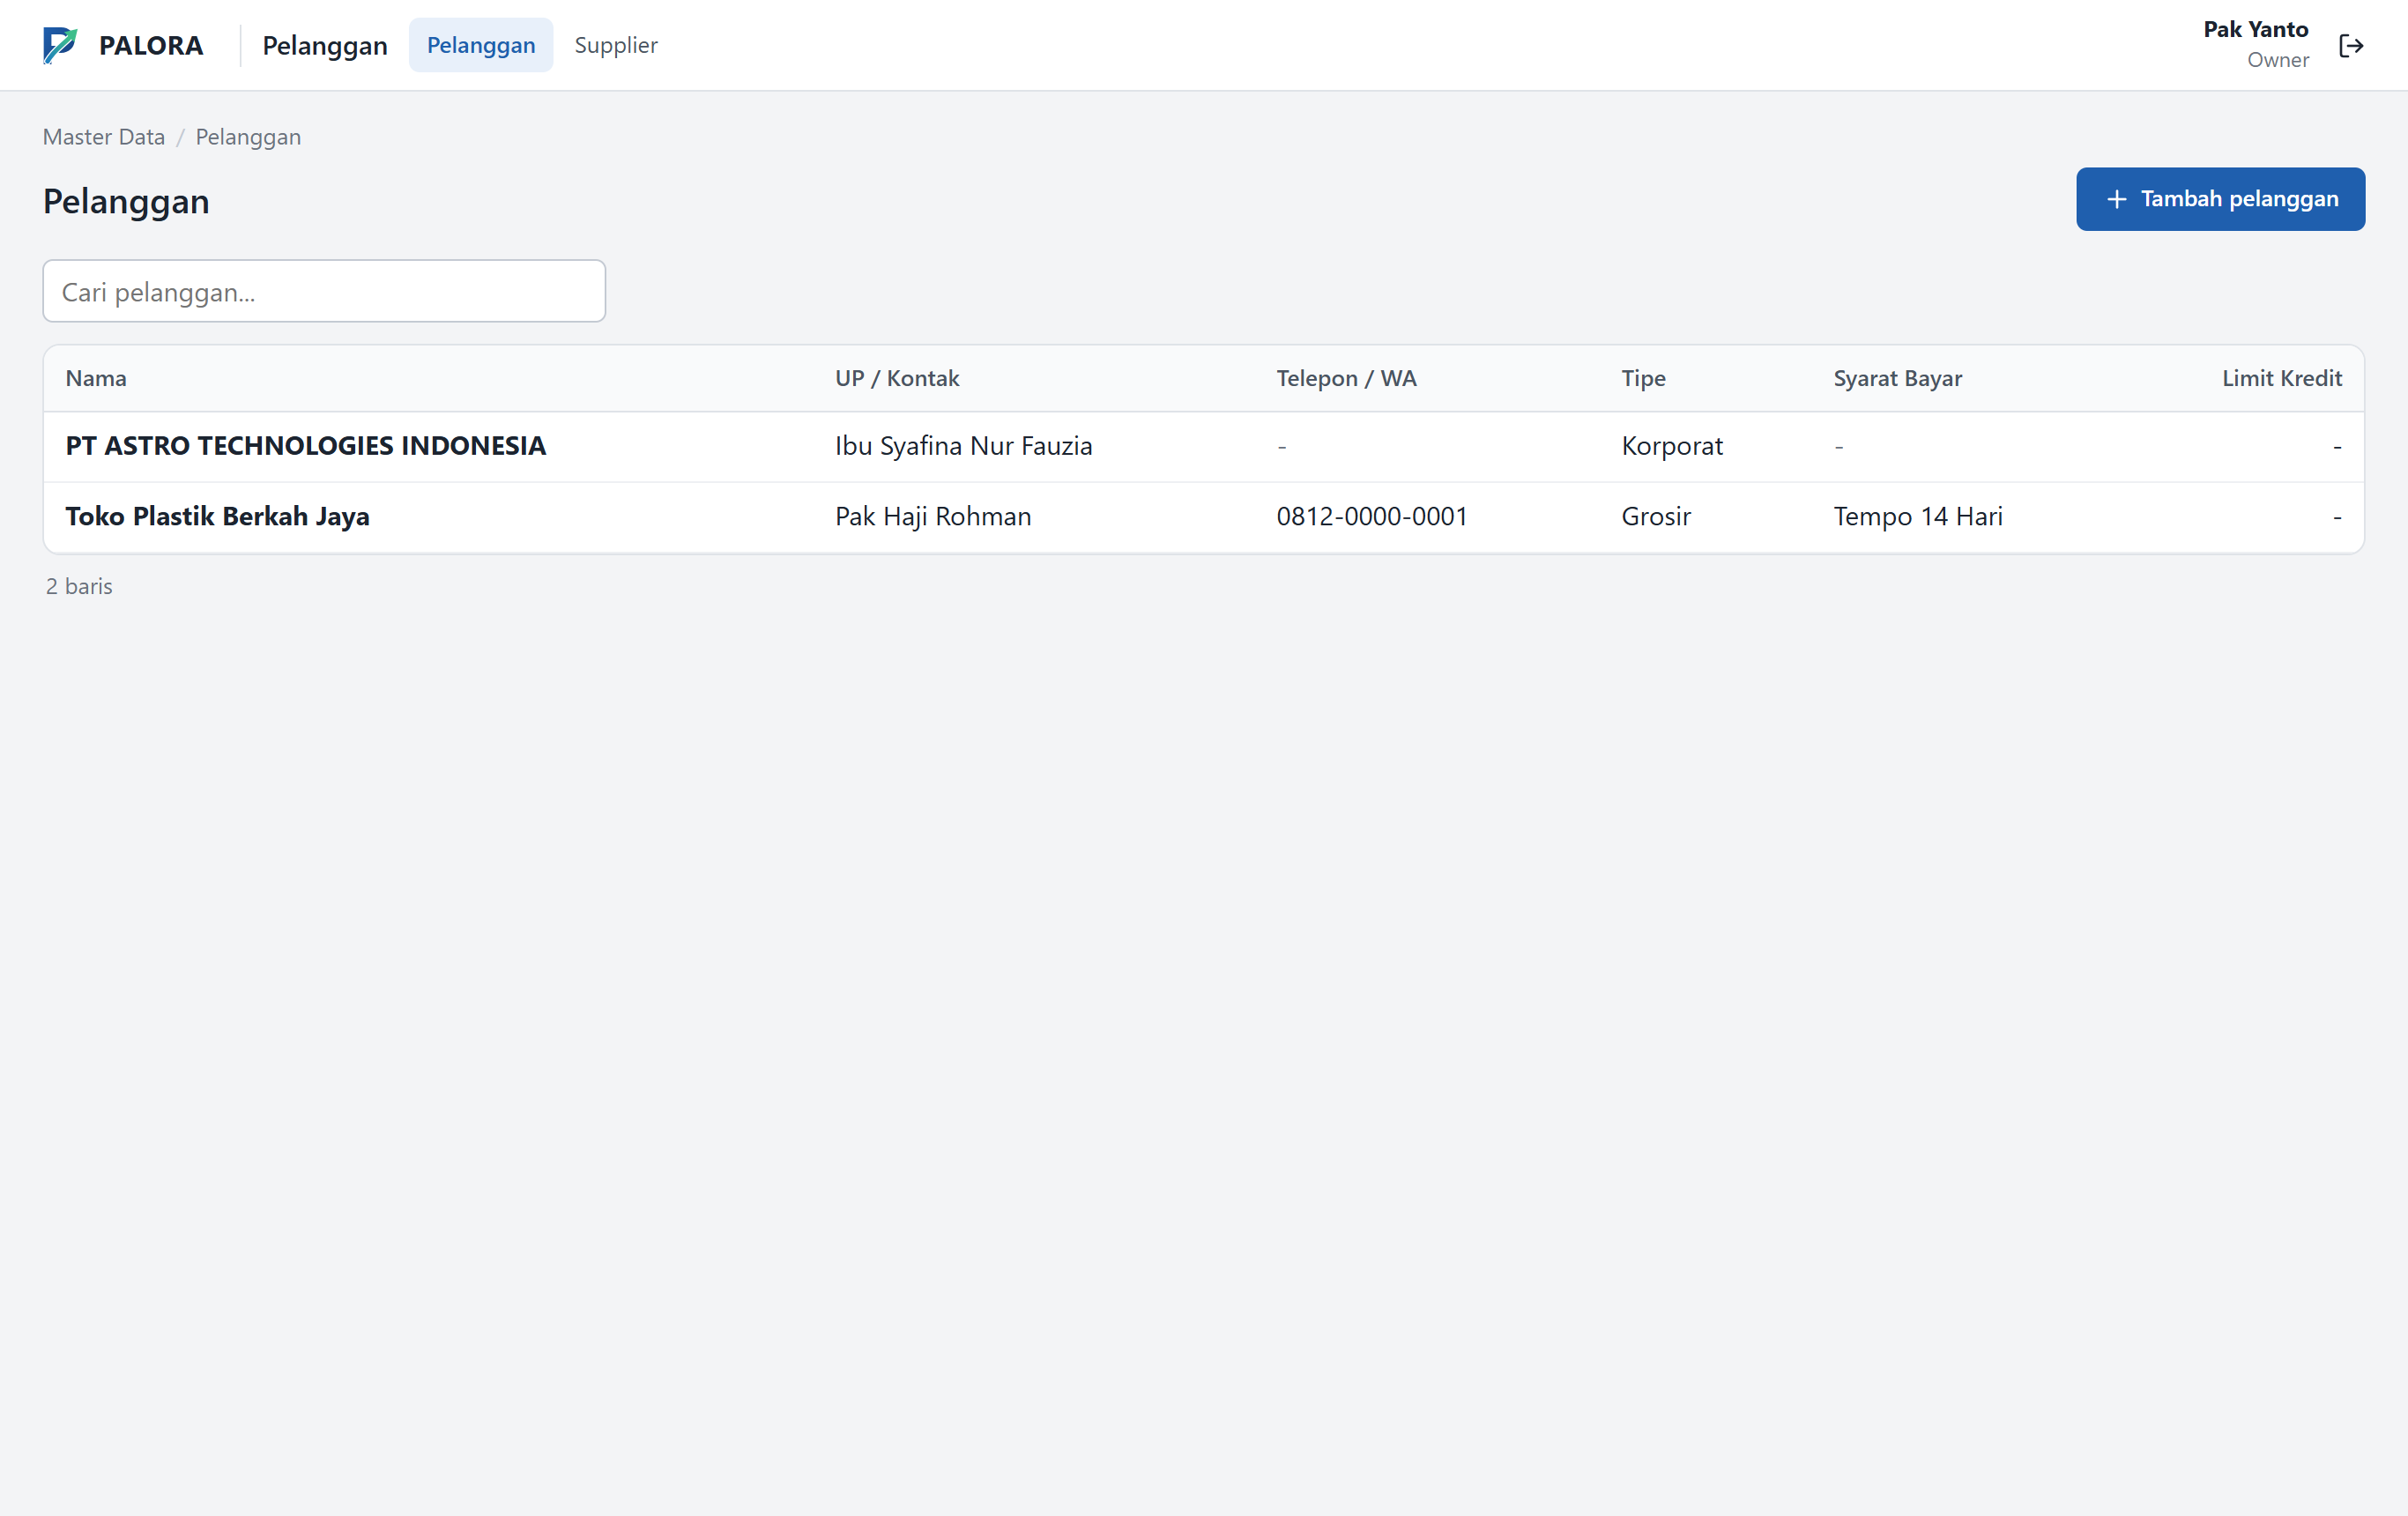 PALORA Pelanggan Pelanggan Supplier
Pak Yanto
Owner
Master Data / Pelanggan
Pelanggan
+ Tambah pelanggan
Cari pelanggan...
Nama UP / Kontak Telepon / WA Tipe Syarat Bayar Limit Kredit
PT ASTRO TECHNOLOGIES INDONESIA Ibu Syafina Nur Fauzia - Korporat - -
Toko Plastik Berkah Jaya Pak Haji Rohman 0812-0000-0001 Grosir Tempo 14 Hari -
2 baris